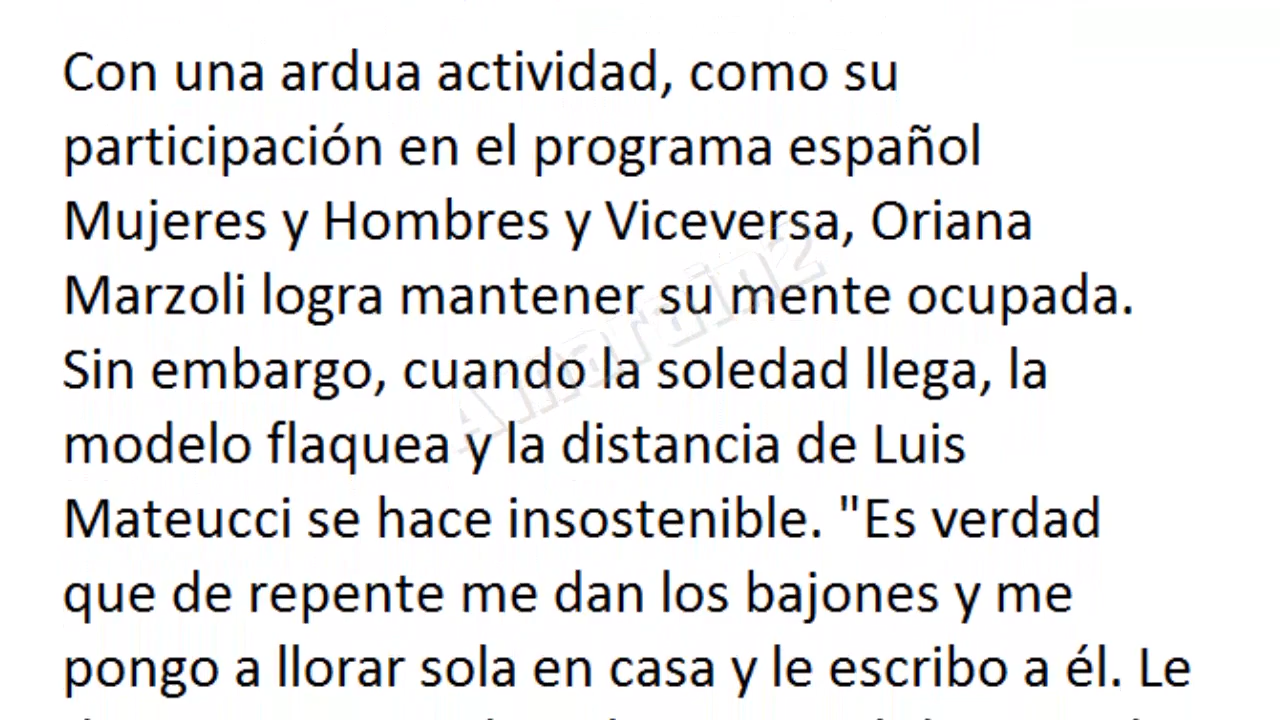 Con una ardua actividad, como su
participación en el programa español
Mujeres y Hombres y Viceversa, Oriana
Marzoli logra mantener su mente ocupada.
Sin embargo, cuando la soledad llega, la
modelo flaquea y la distancia de Luis
Mateucci se hace insostenible. "Es verdad
que de repente me dan los bajones y me
pongo a llorar sola en casa y le escribo a él. Le